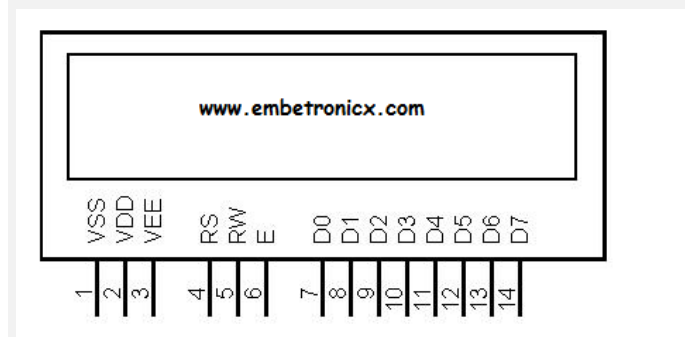 www.embetronicx.com
VSS VDD VEE RS RW E D0 D1 D2 D3 D4 D5 D6 D7
1 2 3 4 5 6 7 8 9 10 11 12 13 14